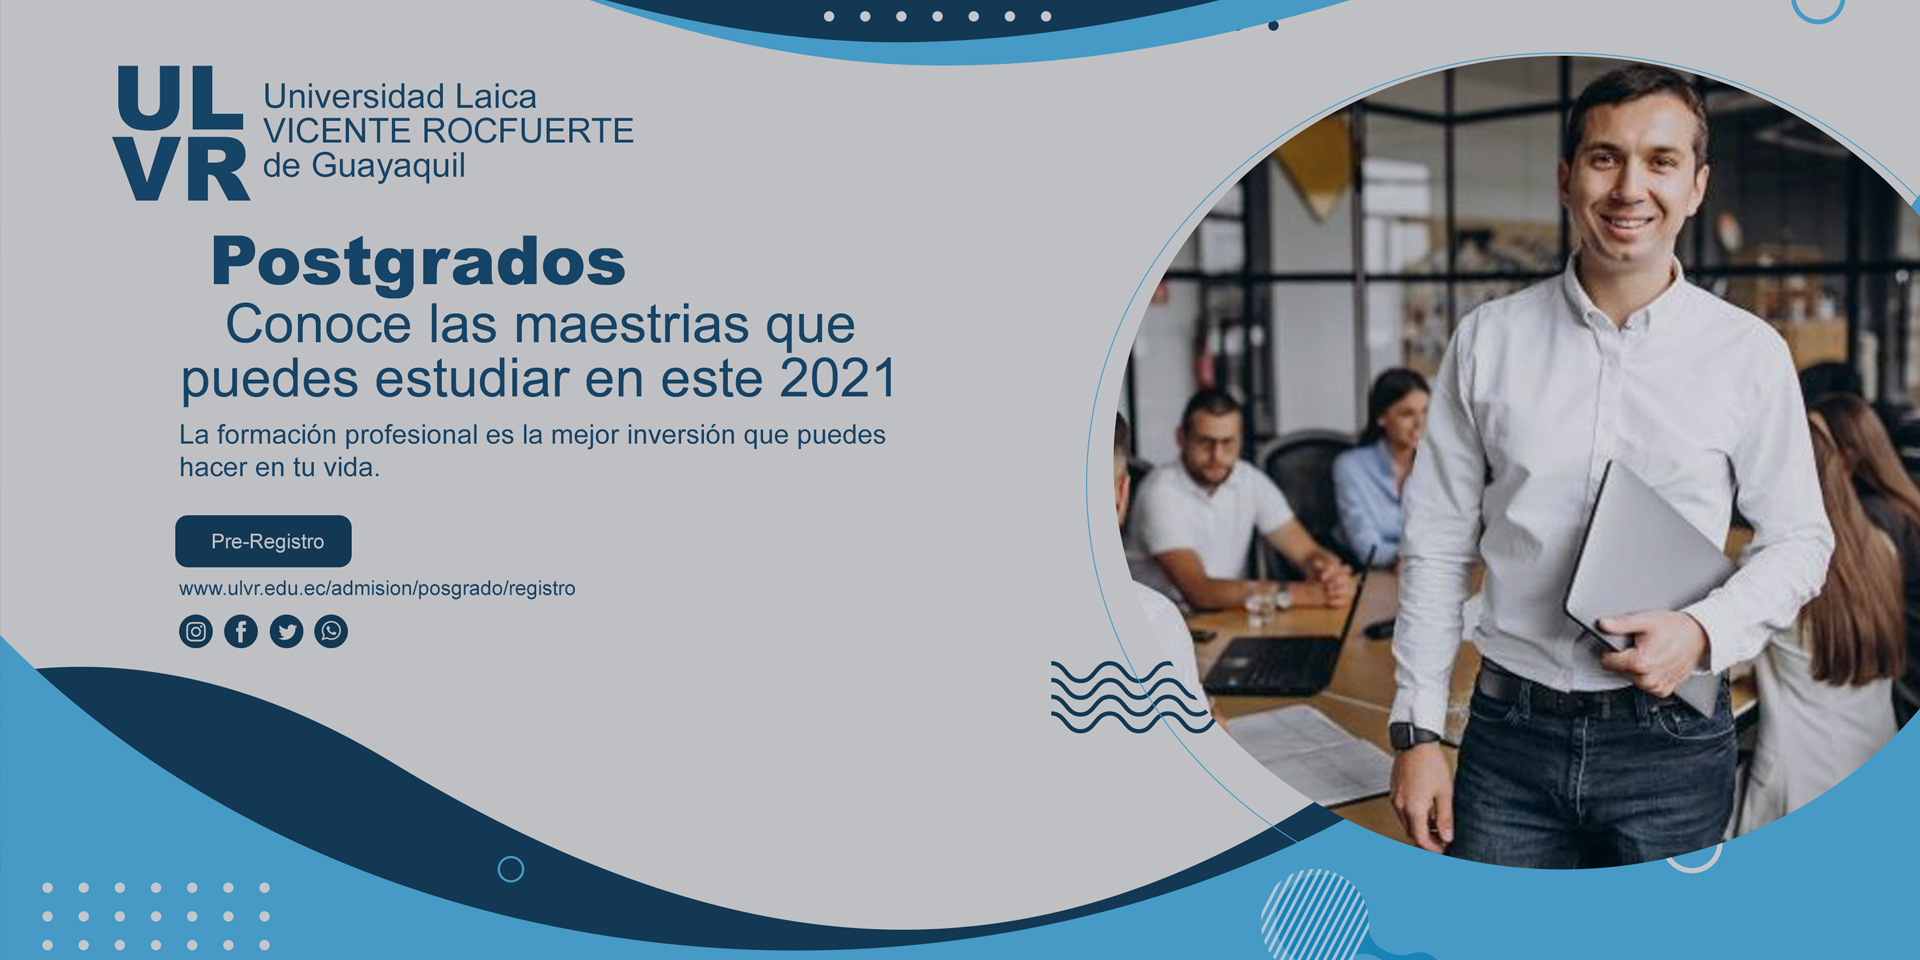 UL
VR
Universidad Laica
VICENTE ROCFUERTE
de Guayaquil
Postgrados
Conoce las maestrias que
puedes estudiar en este 2021
La formación profesional es la mejor inversión que puedes
hacer en tu vida.
Pre-Registro
www.ulvr.edu.ec/admision/posgrado/registro